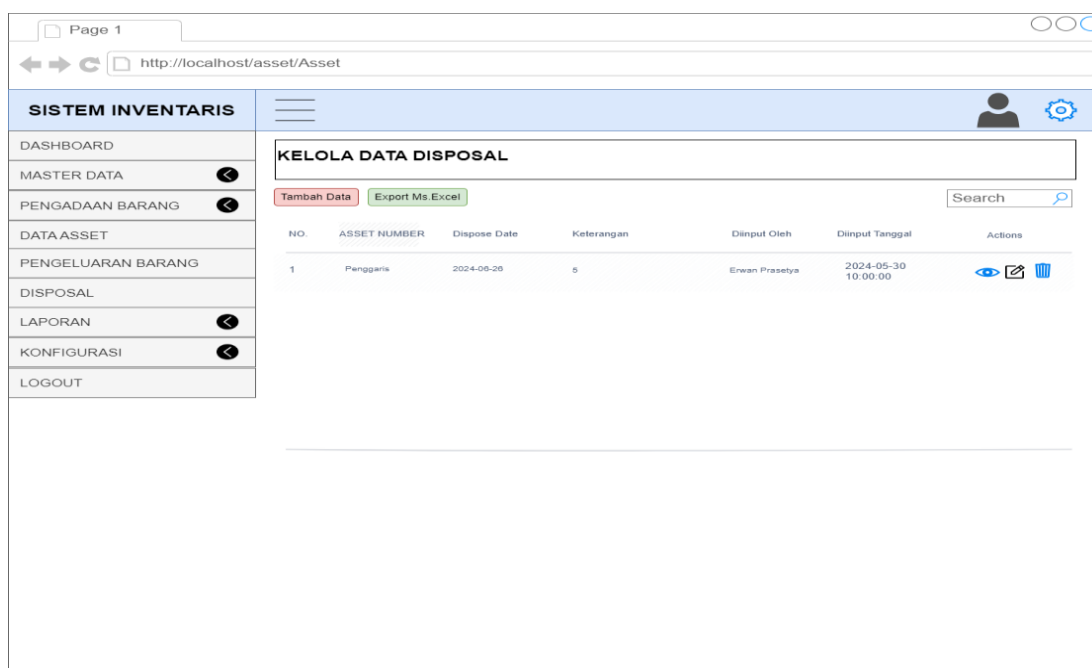 Page 1
http://localhost/asset/Asset
SISTEM INVENTARIS
DASHBOARD
MASTER DATA
PENGADAAN BARANG
DATA ASSET
PENGELUARAN BARANG
DISPOSAL
LAPORAN
KONFIGURASI
LOGOUT
KELOLA DATA DISPOSAL
Tambah Data Export Ms.Excel Search
NO. ASSET NUMBER Dispose Date Keterangan Diinput Oleh Diinput Tanggal Actions
1 Penggaris 2024-06-26 5 Erwan Prasetya 2024-05-30
10:00:00